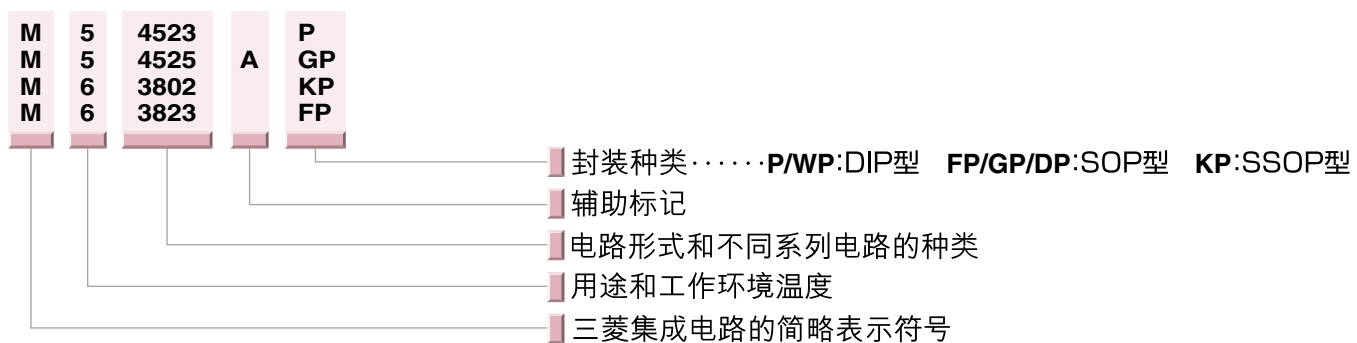 M 5 4523 P
M 5 4525 A GP
M 6 3802 KP
M 6 3823 FP
封装种类······P/WP:DIP型 FP/GP/DP:SOP型 KP:SSOP型
辅助标记
电路形式和不同系列电路的种类
用途和工作环境温度
三菱集成电路的简略表示符号